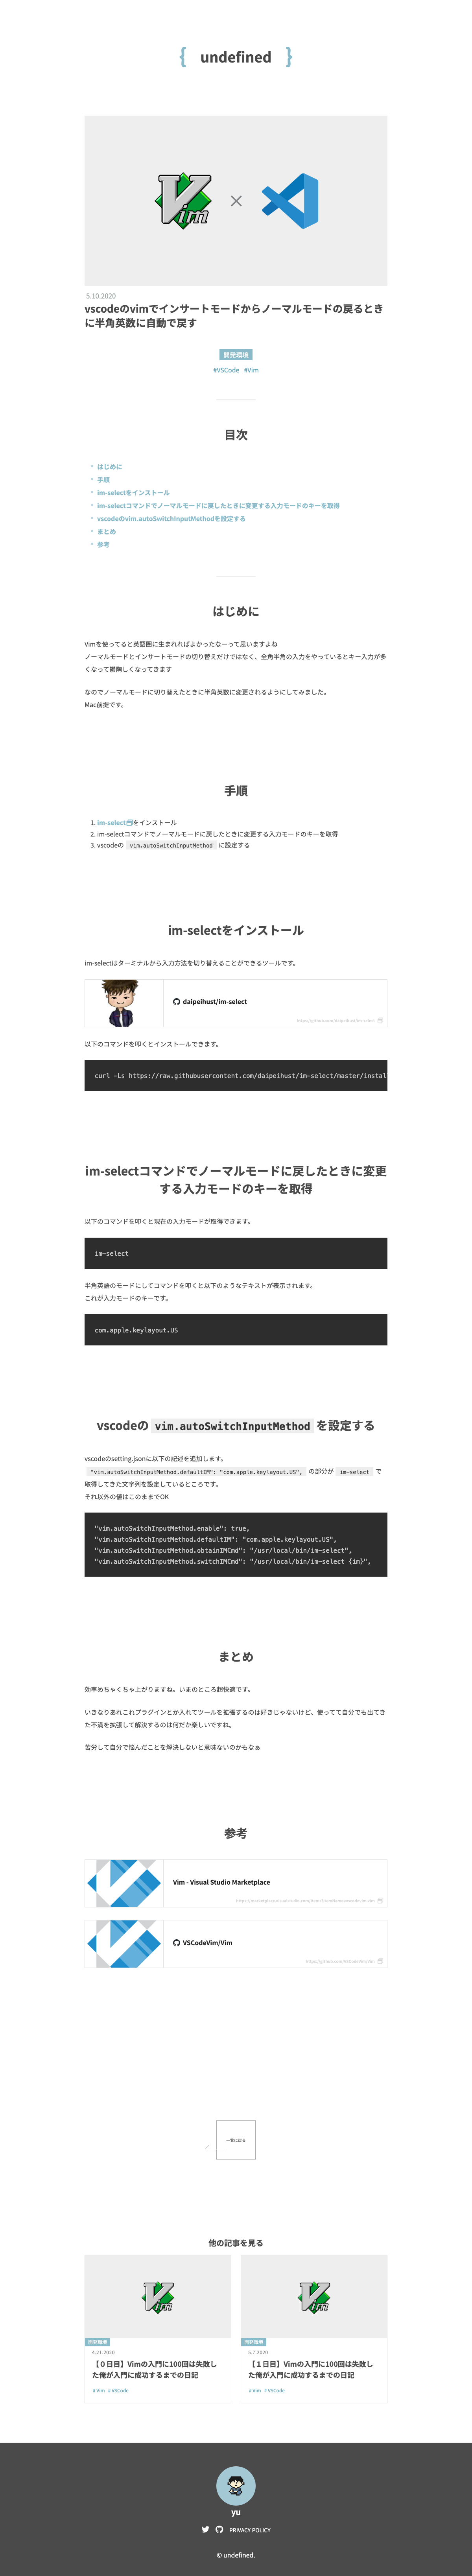 { undefined }
Vim
5.10.2020
vscodeのvimでインサートモードからノーマルモードの戻るとき
に半角英数に自動で戻す
開発環境
#VSCode #Vim
目次
はじめに
手順
im-selectをインストール
im-selectコマンドでノーマルモードに戻したときに変更する入力モードのキーを取得
vscodeのvim.autoSwitchInputMethodを設定する
まとめ
参考
はじめに
Vimを使ってると英語圏に生まれればよかったなーって思いますよね
ノーマルモードとインサートモードの切り替えだけではなく、全角半角の入力をやっているとキー入力が多
くなって鬱陶しくなってきます
なのでノーマルモードに切り替えたときに半角英数に変更されるようにしてみました。
Mac前提です。
手順
1. im-selectをインストール
2. im-selectコマンドでノーマルモードに戻したときに変更する入力モードのキーを取得
3. vscodeの vim.autoSwitchInputMethod に設定する
im-selectをインストール
im-selectはターミナルから入力方法を切り替えることができるツールです。
daipeihust/im-select
https://github.com/daipeihust/im-select
以下のコマンドを叩くとインストールできます。
curl -Ls https://raw.githubusercontent.com/daipeihust/im-select/master/instal
im-selectコマンドでノーマルモードに戻したときに変更
する入力モードのキーを取得
以下のコマンドを叩くと現在の入力モードが取得できます。
im-select
半角英語のモードにしてコマンドを叩くと以下のようなテキストが表示されます。
これが入力モードのキーです。
com.apple.keylayout.US
vscodeの vim.autoSwitchInputMethod を設定する
vscodeのsetting.jsonに以下の記述を追加します。
"vim.autoSwitchInputMethod.defaultIM": "com.apple.keylayout.US", の部分が im-select で
取得してきた文字列を設定しているところです。
それ以外の値はこのままでOK
"vim.autoSwitchInputMethod.enable": true,
"vim.autoSwitchInputMethod.defaultIM": "com.apple.keylayout.US",
"vim.autoSwitchInputMethod.obtainIMCmd": "/usr/local/bin/im-select",
"vim.autoSwitchInputMethod.switchIMCmd": "/usr/local/bin/im-select {im}",
まとめ
効率めちゃくちゃ上がりますね。いまのところ超快適です。
いきなりあれこれプラグインとか入れてツールを拡張するのは好きじゃないけど、使ってて自分でも出てき
た不満を拡張して解決するのは何だか楽しいですね。
苦労して自分で悩んだことを解決しないと意味ないのかもなぁ
参考
Vim - Visual Studio Marketplace
VSCodeVim/Vim
https://github.com/VSCodeVim/Vim
一覧に戻る
他の記事を見る
Vim
開発環境
4.21.2020
【０日目】Vimの入門に100回は失敗し
た俺が入門に成功するまでの日記
# Vim # VSCode
Vim
開発環境
5.7.2020
【１日目】Vimの入門に100回は失敗し
た俺が入門に成功するまでの日記
# Vim # VSCode
yu
PRIVACY POLICY
© undefined.